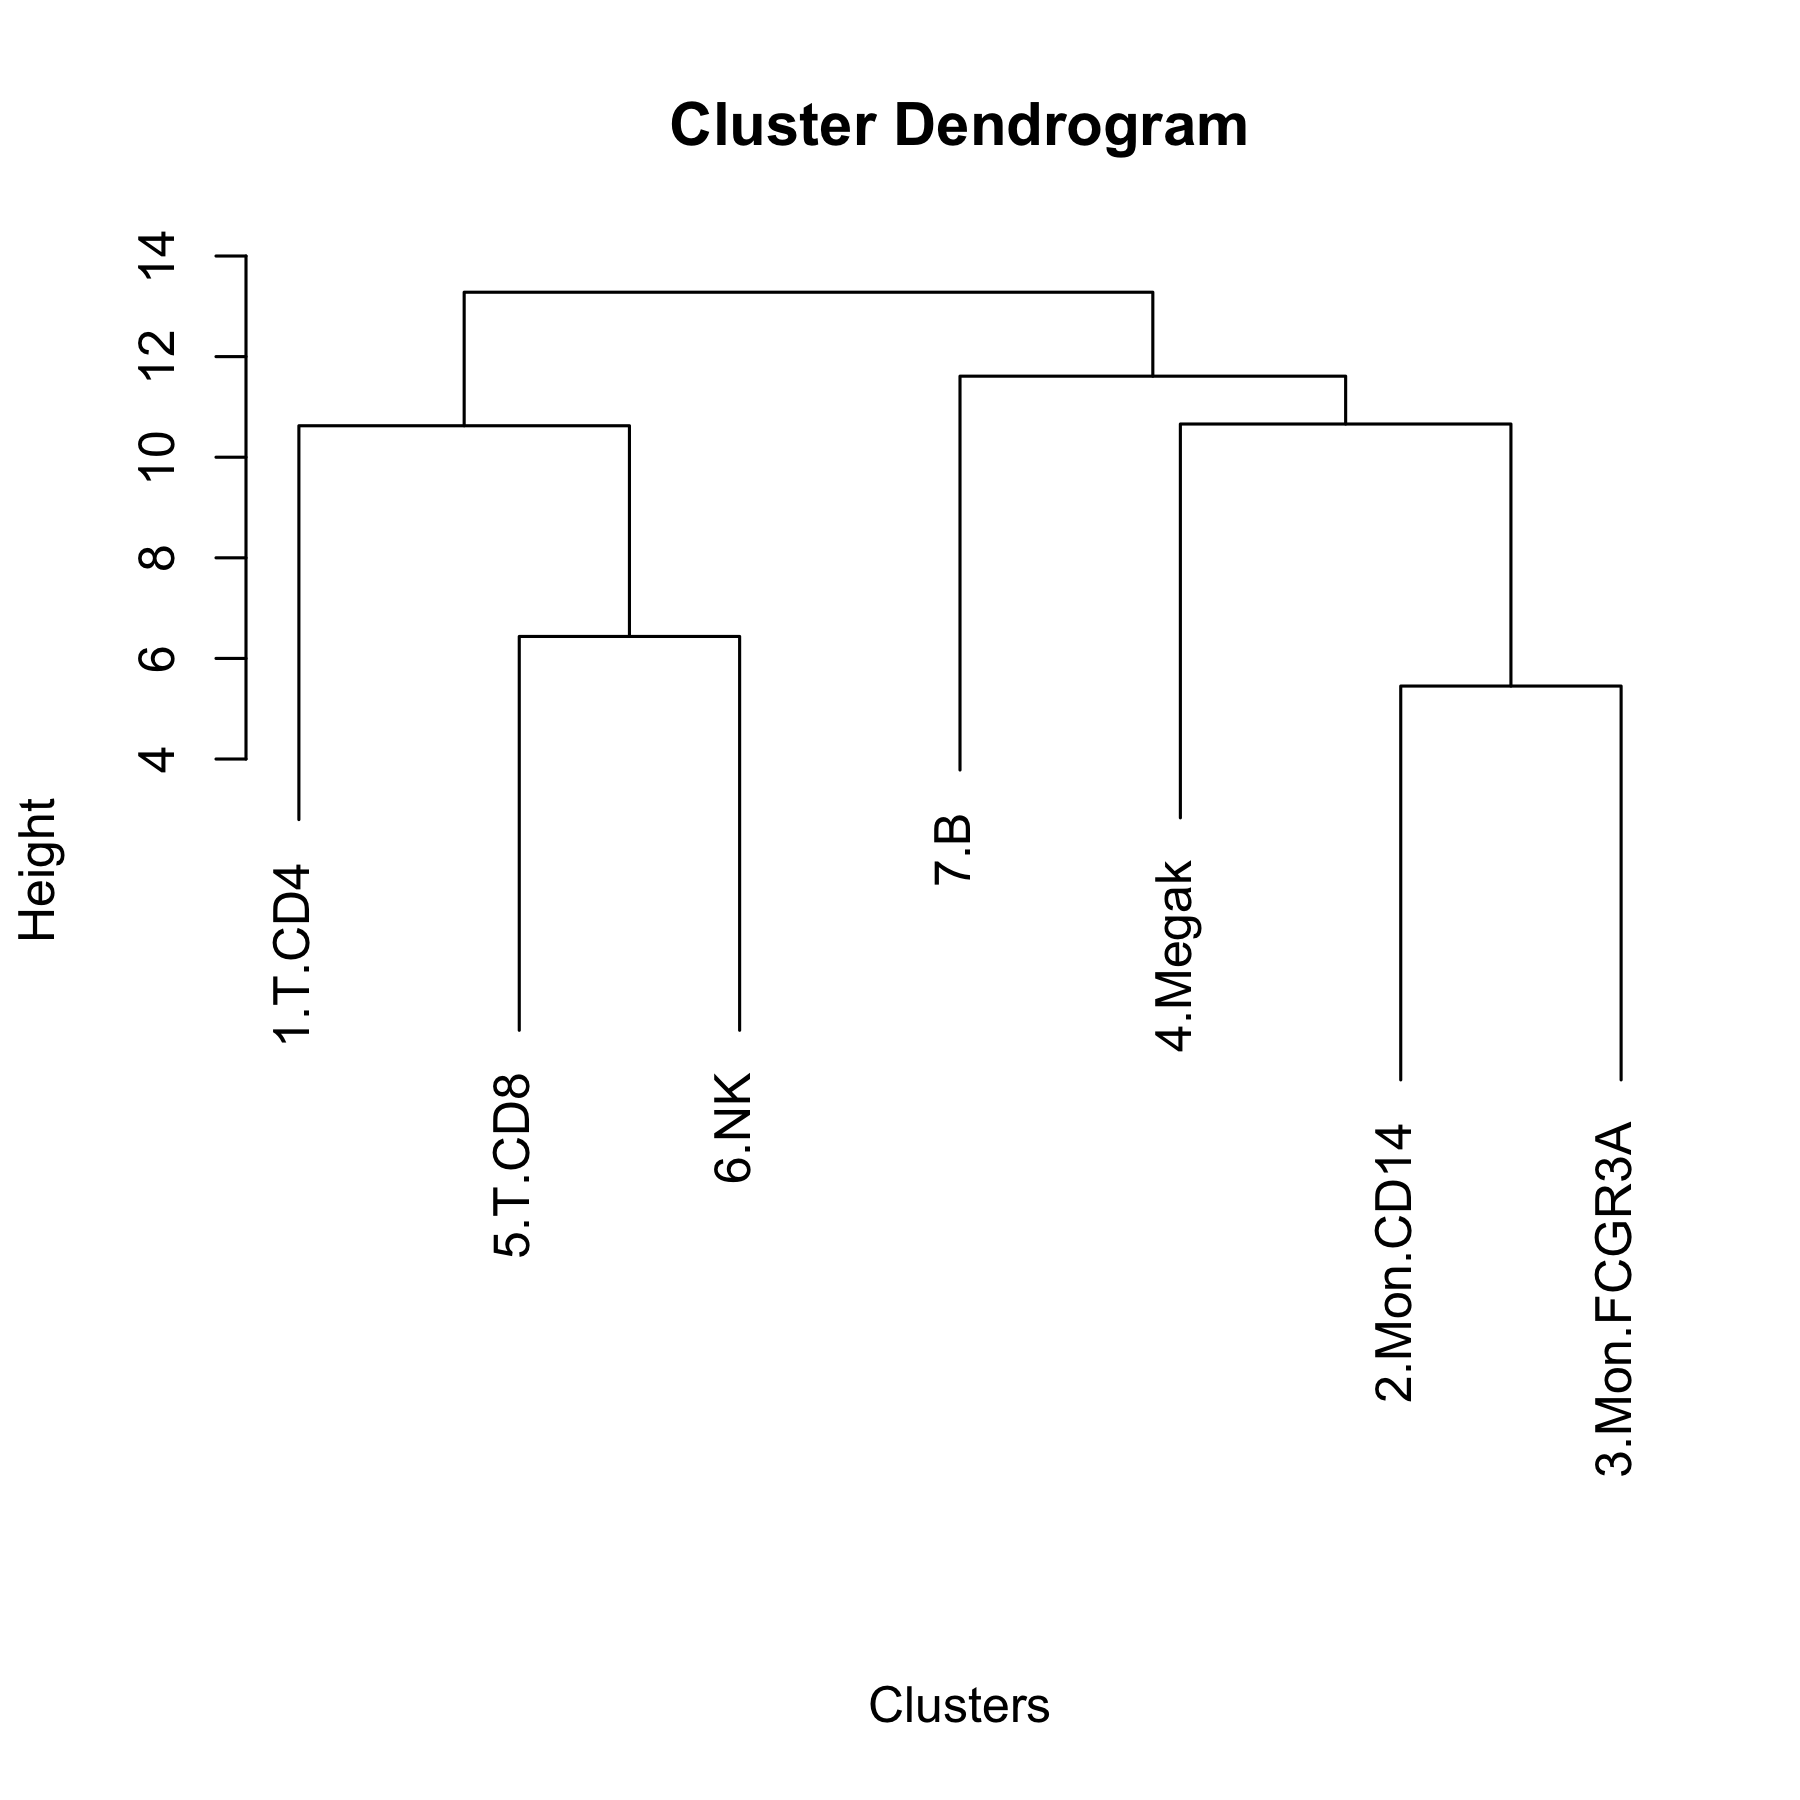 Cluster Dendrogram
14
12
10
8
6
4
Height
1.T.CD4
5.T.CD8
6.NK
7.B
4.Megak
2.Mon.CD14
3.Mon.FCGR3A
Clusters